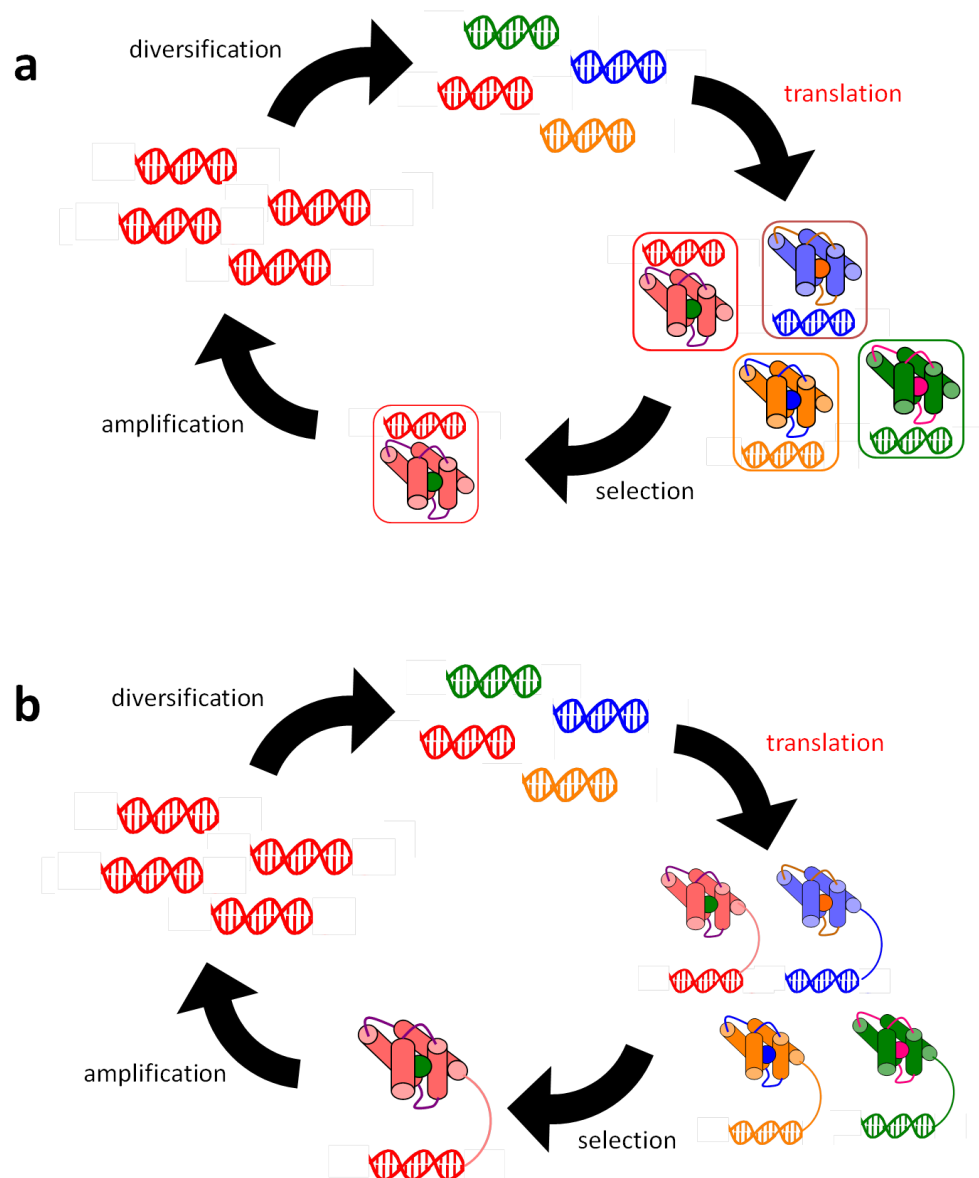 diversification
a
translation
amplification
selection
diversification
b
translation
amplification
selection